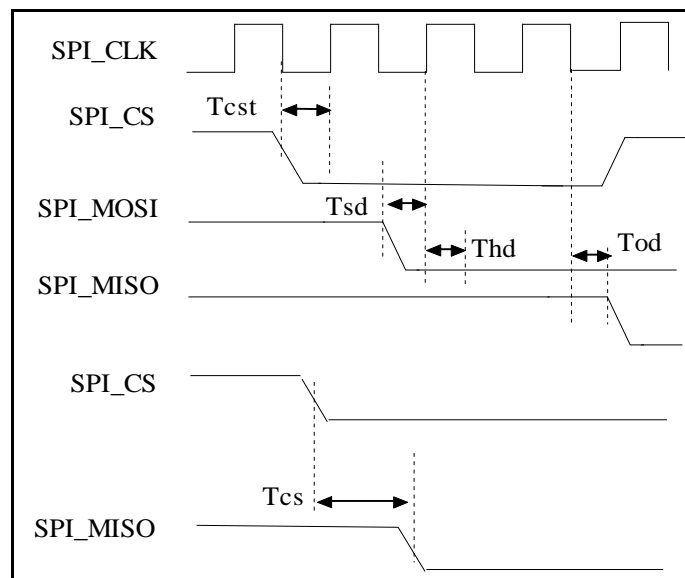 SPI_CLK
Tcst
SPI_CS
SPI_MOSI
Tsd
Thd
Tod
SPI_MISO
SPI_CS
Tcs
SPI_MISO